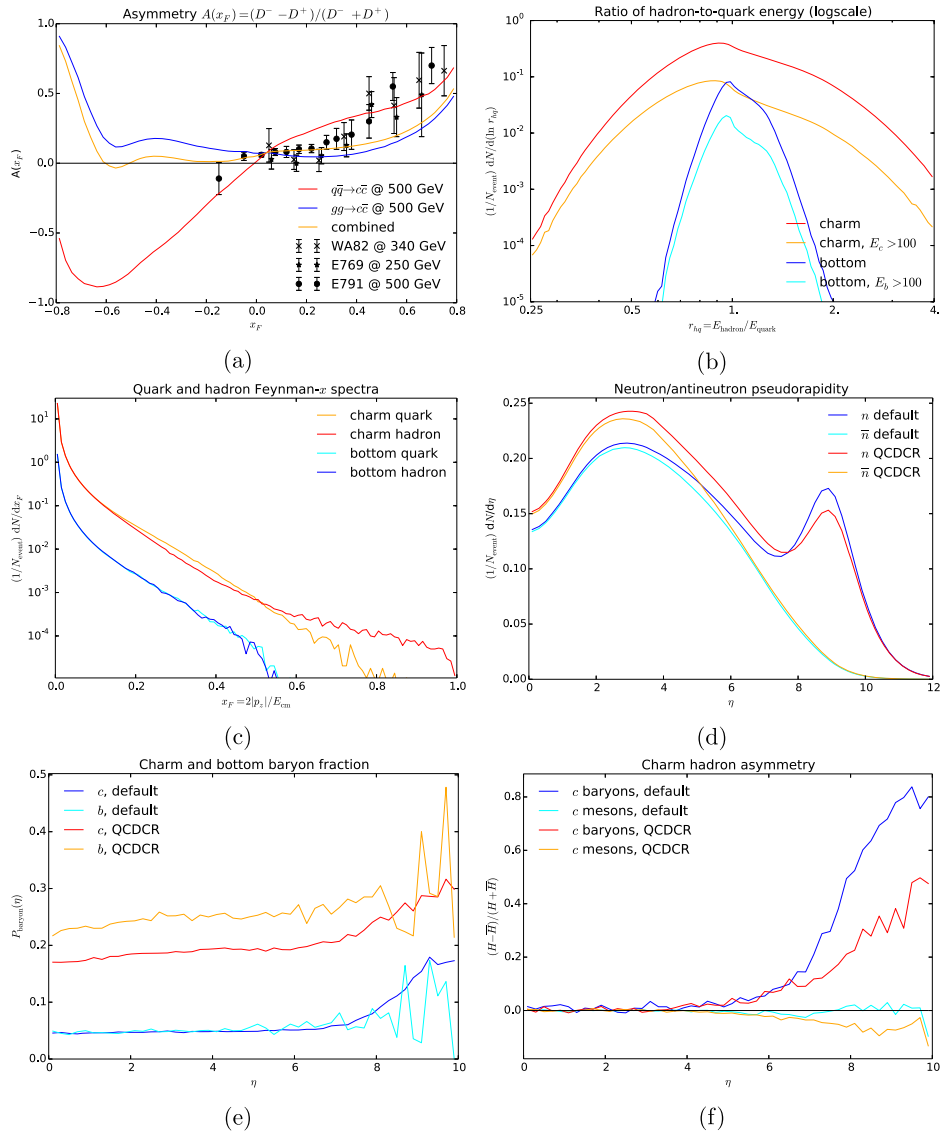 Asymmetry A(x_F)=(D⁻ −D⁺)/(D⁻ +D⁺)
1.0
0.5
0.0
−0.5
−1.0
A(x_F)
qq̅→cc̅ @ 500 GeV
gg→cc̅ @ 500 GeV
combined
WA82 @ 340 GeV
E769 @ 250 GeV
E791 @ 500 GeV
−0.8 −0.6 −0.4 −0.2 0.0 0.2 0.4 0.6 0.8
x_F
(a)
Ratio of hadron-to-quark energy (logscale)
10¹
10⁰
10⁻¹
10⁻²
10⁻³
10⁻⁴
10⁻⁵
(1/N_event) dN/d(ln r_hq)
charm
charm, E_c >100
bottom
bottom, E_b >100
0.25 0.5 1.0 2.0 4.
r_hq=E_hadron/E_quark
(b)
Quark and hadron Feynman-x spectra
10¹
10⁰
10⁻¹
10⁻²
10⁻³
10⁻⁴
(1/N_event) dN/dx_F
charm quark
charm hadron
bottom quark
bottom hadron
0.0 0.2 0.4 0.6 0.8 1.0
x_F =2|p_z|/E_cm
(c)
Neutron/antineutron pseudorapidity
0.25
0.20
0.15
0.10
0.05
0.00
(1/N_event) dN/dη
n default
n̅ default
n QCDCR
n̅ QCDCR
0 2 4 6 8 10 12
η
(d)
Charm and bottom baryon fraction
0.5
0.4
0.3
0.2
0.1
0.0
P_baryon(η)
c, default
b, default
c, QCDCR
b, QCDCR
0 2 4 6 8 10
η
(e)
Charm hadron asymmetry
0.8
0.6
0.4
0.2
0.0
(H−H̅)/(H+H̅)
c baryons, default
c mesons, default
c baryons, QCDCR
c mesons, QCDCR
0 2 4 6 8 10
η
(f)